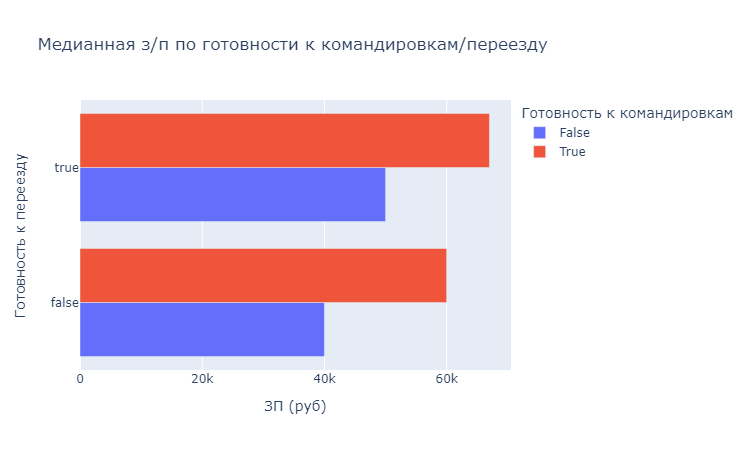 Медианная з/п по готовности к командировкам/переезду
Готовность к командировкам
False
True
Готовность к переезду
true
false
0 20k 40k 60k
ЗП (руб)